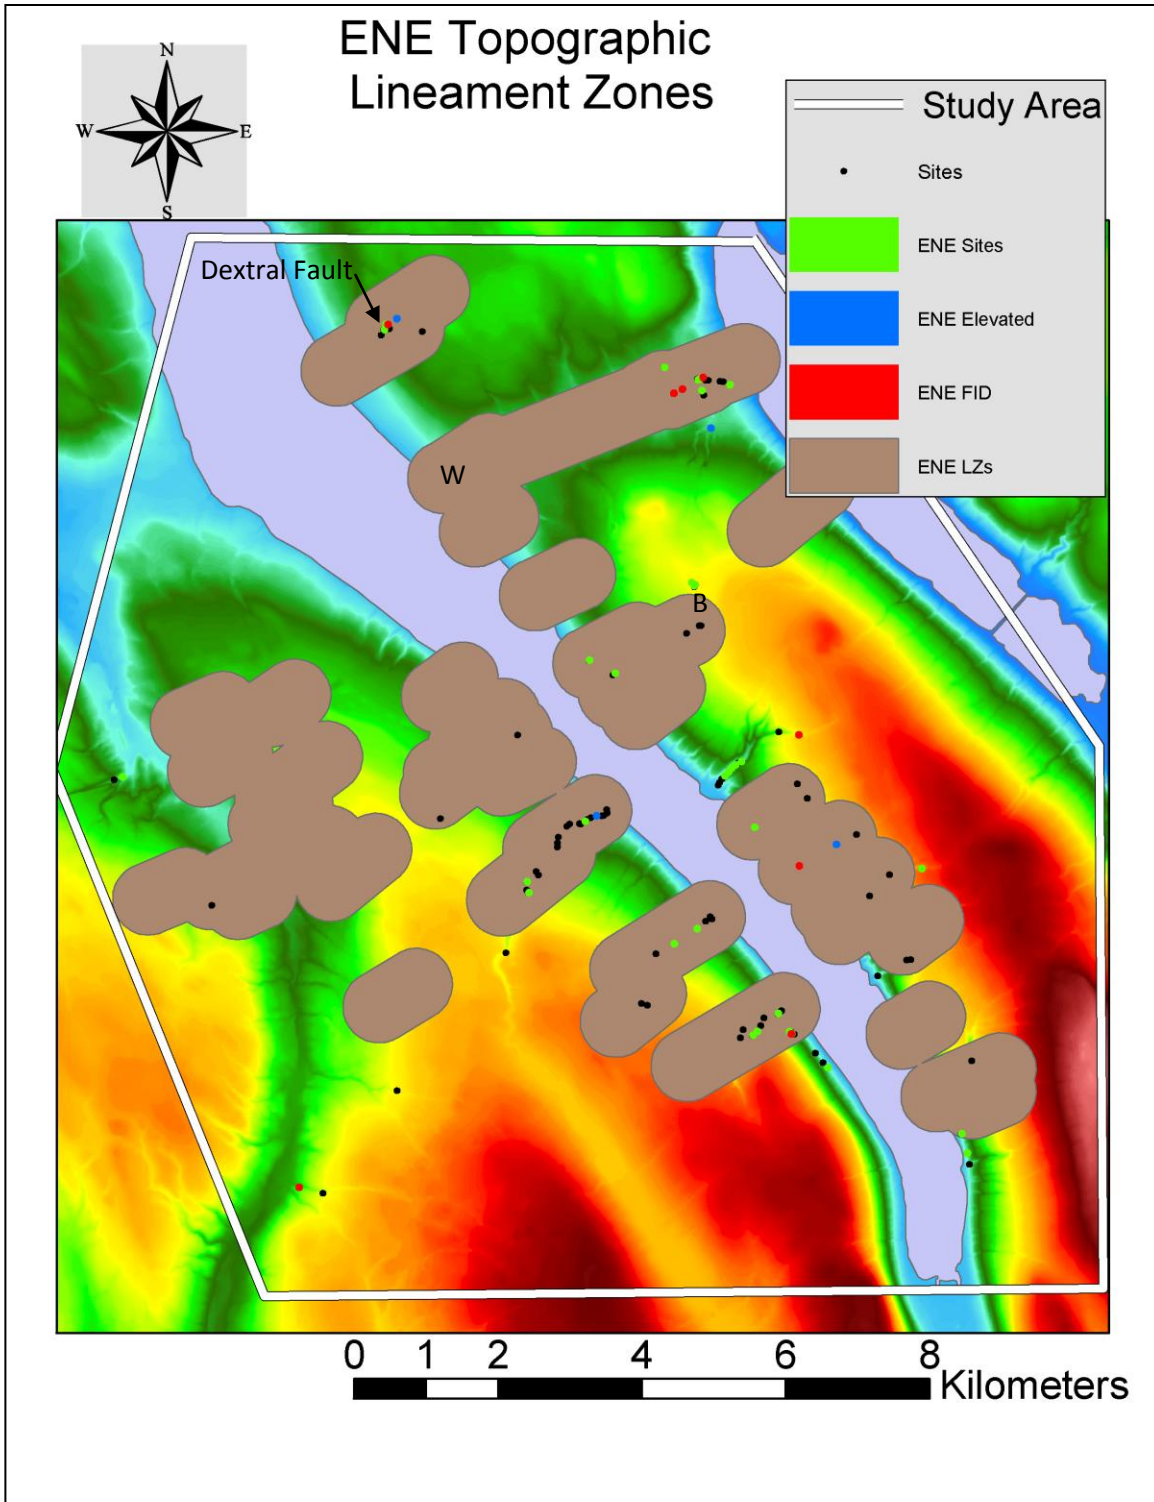 ENE Topographic
Lineament Zones
N
W
E
S
Study Area
Sites
ENE Sites
ENE Elevated
ENE FID
ENE LZs
Dextral Fault
W
B
0 1 2 4 6 8
Kilometers